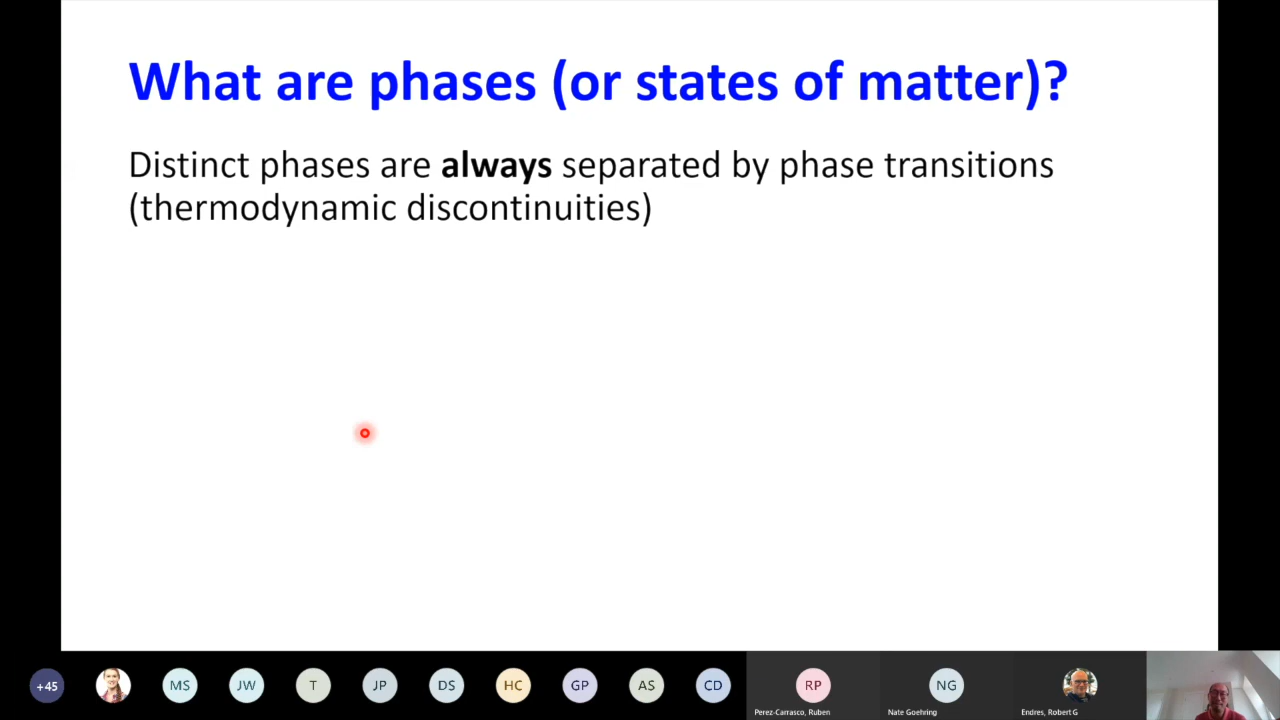 What are phases (or states of matter)?
Distinct phases are always separated by phase transitions
(thermodynamic discontinuities)
+45
MS
JW
T
JP
DS
HC
GP
AS
CD
RP
NG
Perez-Carrasco, Ruben
Nate Goehring
Endres, Robert G